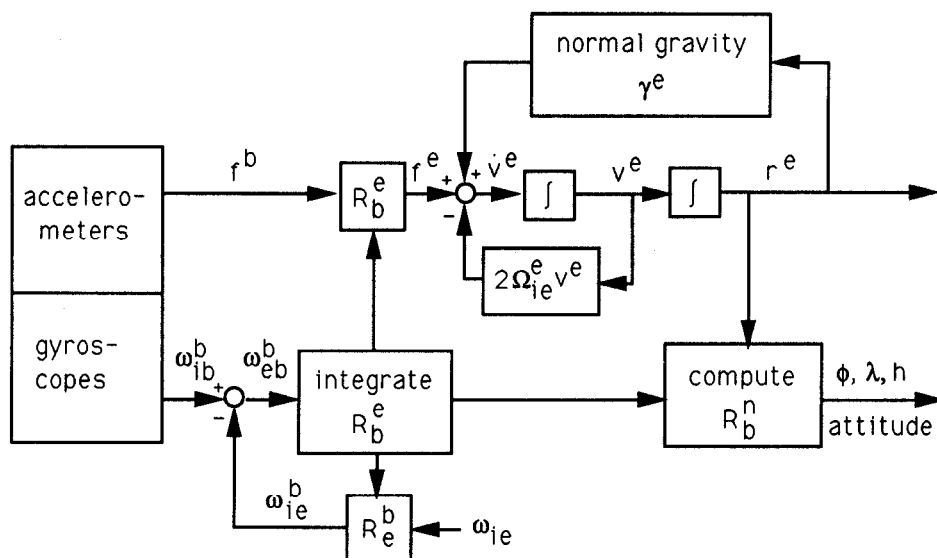 normal gravity
γ^e
accelero-
meters
f^b
R_b^e
f^e
+
+
−
v̇^e
∫
v^e
∫
r^e
2Ω_ie^e v^e
gyros-
copes
ω_ib^b
+
−
ω_eb^b
integrate
R_b^e
compute
R_b^n
ϕ, λ, h
attitude
ω_ie^b
R_e^b
ω_ie